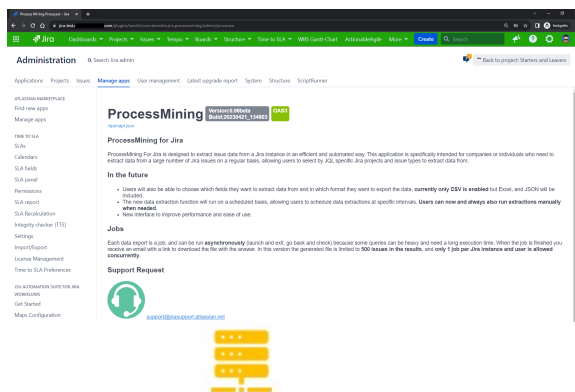 Process Mining Processor - Jira
Incognito
Jira Dashboards Projects Issues Tempo Boards Structure Time to SLA WBS Gantt-Chart ActionableAgile More Create Search
Administration Search Jira admin Back to project: Starters and Leavers
Applications Projects Issues Manage apps User management Latest upgrade report System Structure ScriptRunner
ATLASSIAN MARKETPLACE
Find new apps
Manage apps
TIME TO SLA
SLAs
Calendars
SLA fields
SLA panel
Permissions
SLA report
SLA Recalculation
Integrity checker (TTS)
Settings
Import/Export
License Management
Time to SLA Preferences
JSU AUTOMATION SUITE FOR JIRA
WORKFLOWS
Get Started
Maps Configuration
ProcessMining Version:0.98beta
Build:20230421_134803 OAS3
/openapi.json
ProcessMining for Jira
ProcessMining For Jira is designed to extract issue data from a Jira instance in an efficient and automated way. This application is specifically intended for companies or individuals who need to
extract data from a large number of Jira issues on a regular basis, allowing users to select by JQL specific Jira projects and issue types to extract data from.
In the future
Users will also be able to choose which fields they want to extract data from and in which format they want to export the data, currently only CSV is enabled but Excel, and JSON will be
included.
The new data extraction function will run on a scheduled basis, allowing users to schedule data extractions at specific intervals. Users can now and always also run extractions manually
when needed.
New interface to improve performance and ease of use.
Jobs
Each data export is a job, and can be run asynchronously (launch and exit, go back and check) because some queries can be heavy and need a long execution time. When the job is finished you
receive an email with a link to download the file with the answer. In this version the generated file is limited to 500 issues in the results, and only 1 job per Jira instance and user is allowed
concurrently.
Support Request
support@jirasupport.atlassian.net